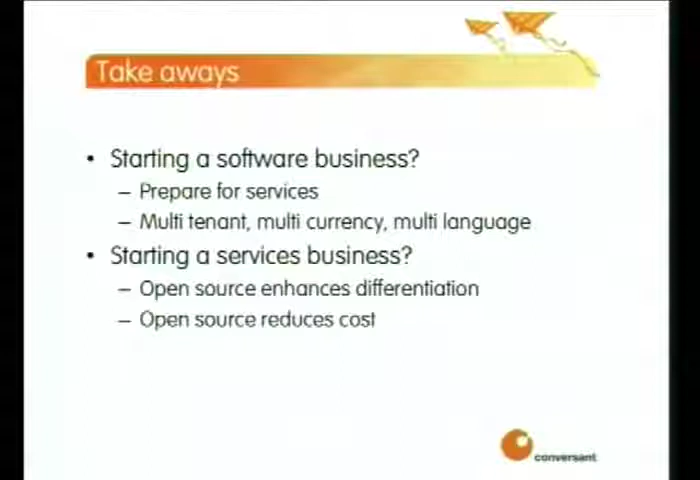 Take aways
• Starting a software business?
– Prepare for services
– Multi tenant, multi currency, multi language
• Starting a services business?
– Open source enhances differentiation
– Open source reduces cost
conversant